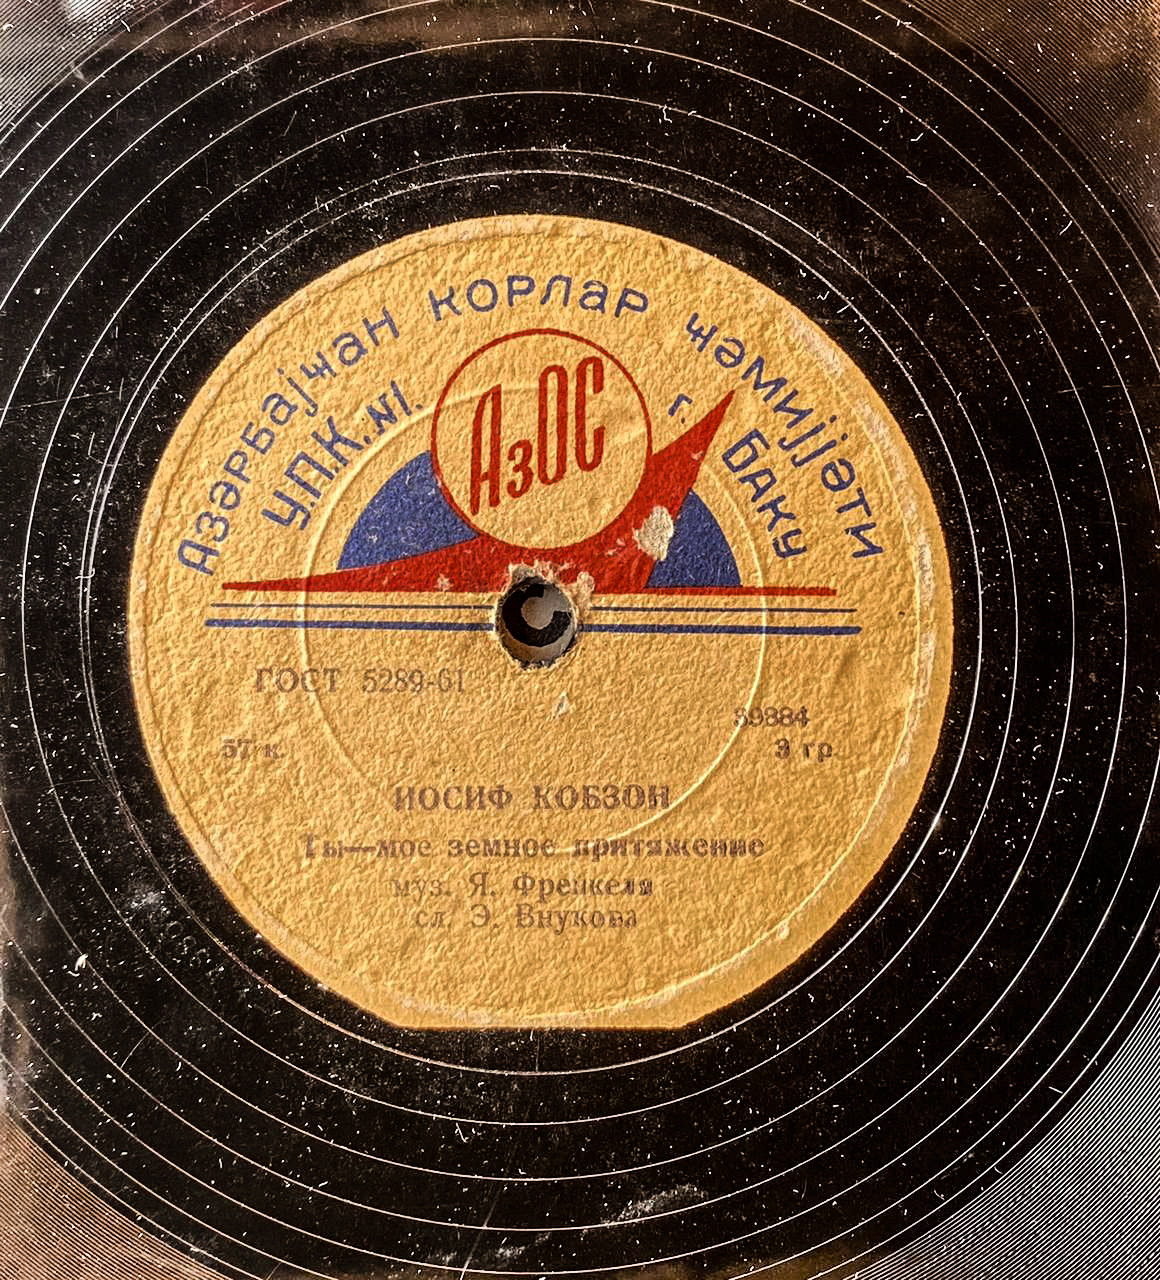 Азәрбајҹан корлар ҹәмијјәти
У.П.К. №1. г. Баку
АзОС
ГОСТ 5289-61
39884
57 к. 3 гр
ИОСИФ КОБЗОН
Ты—мое земное притяжение
муз. Я. Френкеля
сл. Э. Внукова